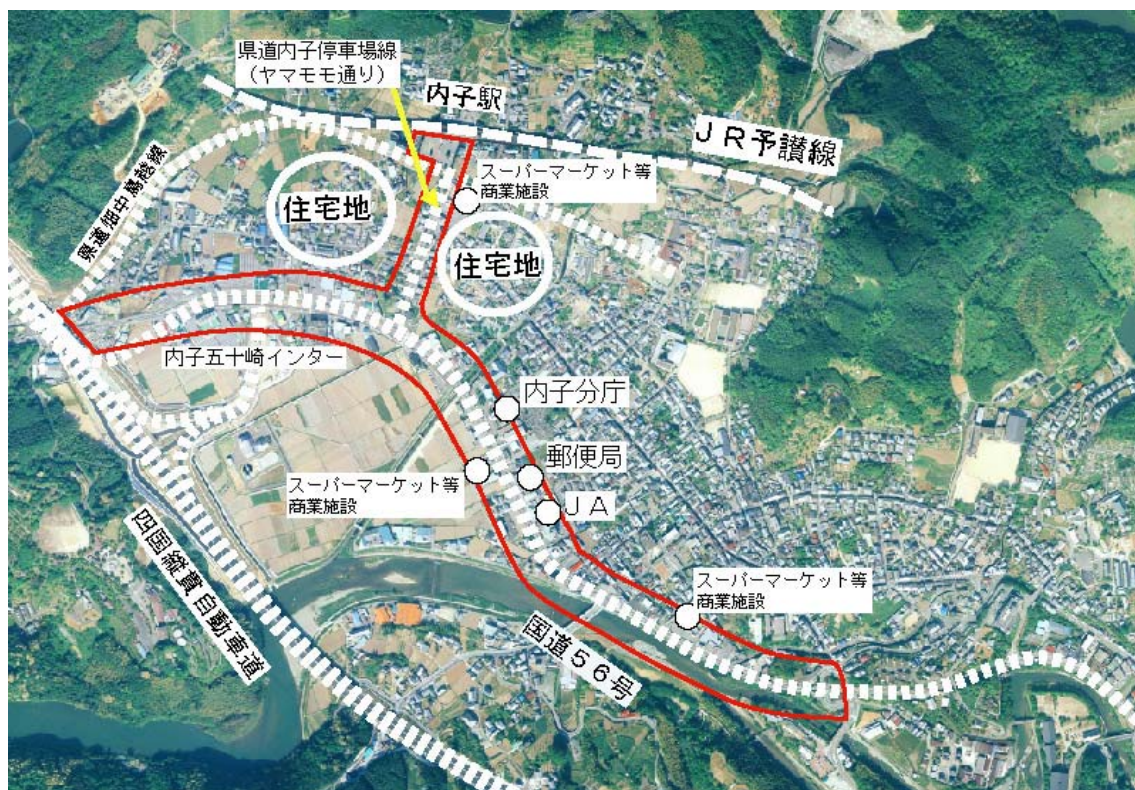 県道内子停車場線
（ヤマモモ通り）
内子駅
ＪＲ予讃線
スーパーマーケット等
商業施設
県道畑中鳥越線
住宅地
住宅地
内子五十崎インター
内子分庁
郵便局
ＪＡ
スーパーマーケット等
商業施設
スーパーマーケット等
商業施設
四国縦貫自動車道
国道５６号